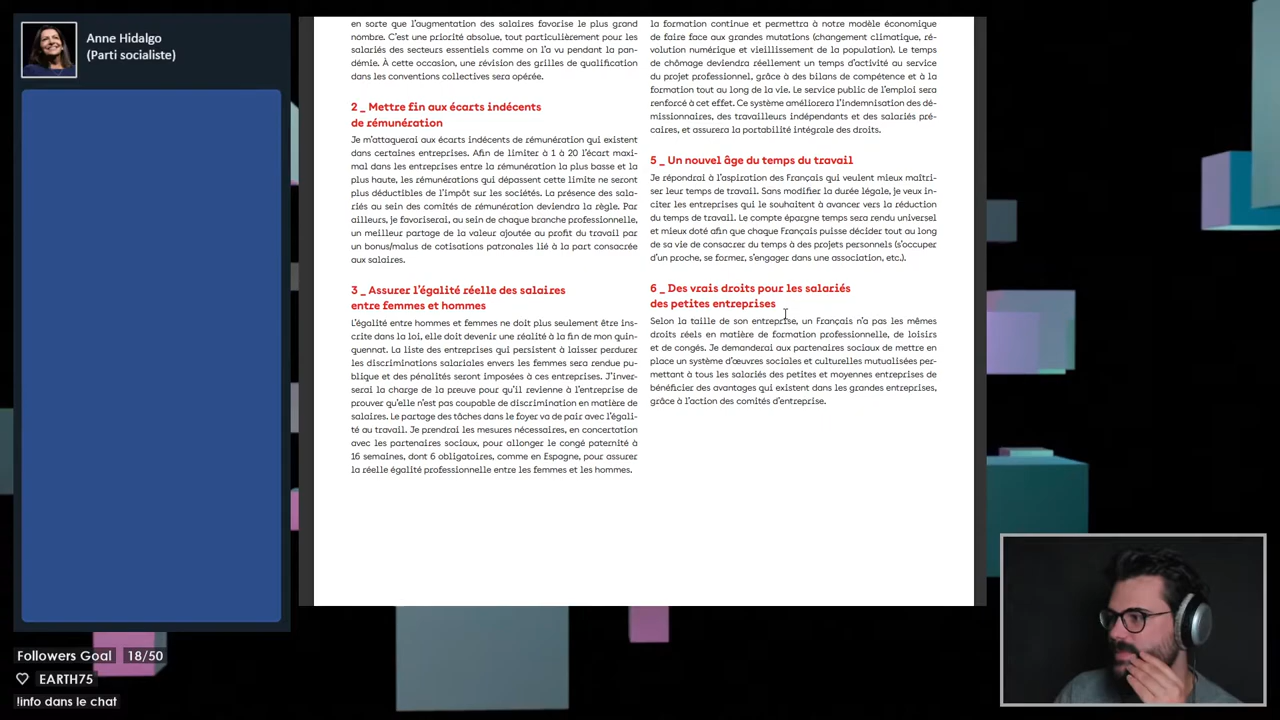 Anne Hidalgo
(Parti socialiste)
en sorte que l'augmentation des salaires favorise le plus grand
nombre. C'est une priorité absolue, tout particulièrement pour les
salariés des secteurs essentiels comme on l'a vu pendant la pan-
démie. À cette occasion, une révision des grilles de qualification
dans les conventions collectives sera opérée.
2 _ Mettre fin aux écarts indécents
de rémunération
Je m'attaquerai aux écarts indécents de rémunération qui existent
dans certaines entreprises. Afin de limiter à 1 à 20 l'écart maxi-
mal dans les entreprises entre la rémunération la plus basse et la
plus haute, les rémunérations qui dépassent cette limite ne seront
plus déductibles de l'impôt sur les sociétés. La présence des sala-
riés au sein des comités de rémunération deviendra la règle. Par
ailleurs, je favoriserai, au sein de chaque branche professionnelle,
un meilleur partage de la valeur ajoutée au profit du travail par
un bonus/malus de cotisations patronales lié à la part consacrée
aux salaires.
3 _ Assurer l'égalité réelle des salaires
entre femmes et hommes
L'égalité entre hommes et femmes ne doit plus seulement être ins-
crite dans la loi, elle doit devenir une réalité à la fin de mon quin-
quennat. La liste des entreprises qui persistent à laisser perdurer
les discriminations salariales envers les femmes sera rendue pu-
blique et des pénalités seront imposées à ces entreprises. J'inver-
serai la charge de la preuve pour qu'il revienne à l'entreprise de
prouver qu'elle n'est pas coupable de discrimination en matière de
salaires. Le partage des tâches dans le foyer va de pair avec l'égali-
té au travail. Je prendrai les mesures nécessaires, en concertation
avec les partenaires sociaux, pour allonger le congé paternité à
16 semaines, dont 6 obligatoires, comme en Espagne, pour assurer
la réelle égalité professionnelle entre les femmes et les hommes.
la formation continue et permettra à notre modèle économique
de faire face aux grandes mutations (changement climatique, ré-
volution numérique et vieillissement de la population). Le temps
de chômage deviendra réellement un temps d'activité au service
du projet professionnel, grâce à des bilans de compétence et à la
formation tout au long de la vie. Le service public de l'emploi sera
renforcé à cet effet. Ce système améliorera l'indemnisation des dé-
missionnaires, des travailleurs indépendants et des salariés pré-
caires, et assurera la portabilité intégrale des droits.
5 _ Un nouvel âge du temps du travail
Je répondrai à l'aspiration des Français qui veulent mieux maîtri-
ser leur temps de travail. Sans modifier la durée légale, je veux in-
citer les entreprises qui le souhaitent à avancer vers la réduction
du temps de travail. Le compte épargne temps sera rendu universel
et mieux doté afin que chaque Français puisse décider tout au long
de sa vie de consacrer du temps à des projets personnels (s'occuper
d'un proche, se former, s'engager dans une association, etc.).
6 _ Des vrais droits pour les salariés
des petites entreprises
Selon la taille de son entreprise, un Français n'a pas les mêmes
droits réels en matière de formation professionnelle, de loisirs
et de congés. Je demanderai aux partenaires sociaux de mettre en
place un système d'œuvres sociales et culturelles mutualisées per-
mettant à tous les salariés des petites et moyennes entreprises de
bénéficier des avantages qui existent dans les grandes entreprises,
grâce à l'action des comités d'entreprise.
Followers Goal 18/50
EARTH75
!info dans le chat